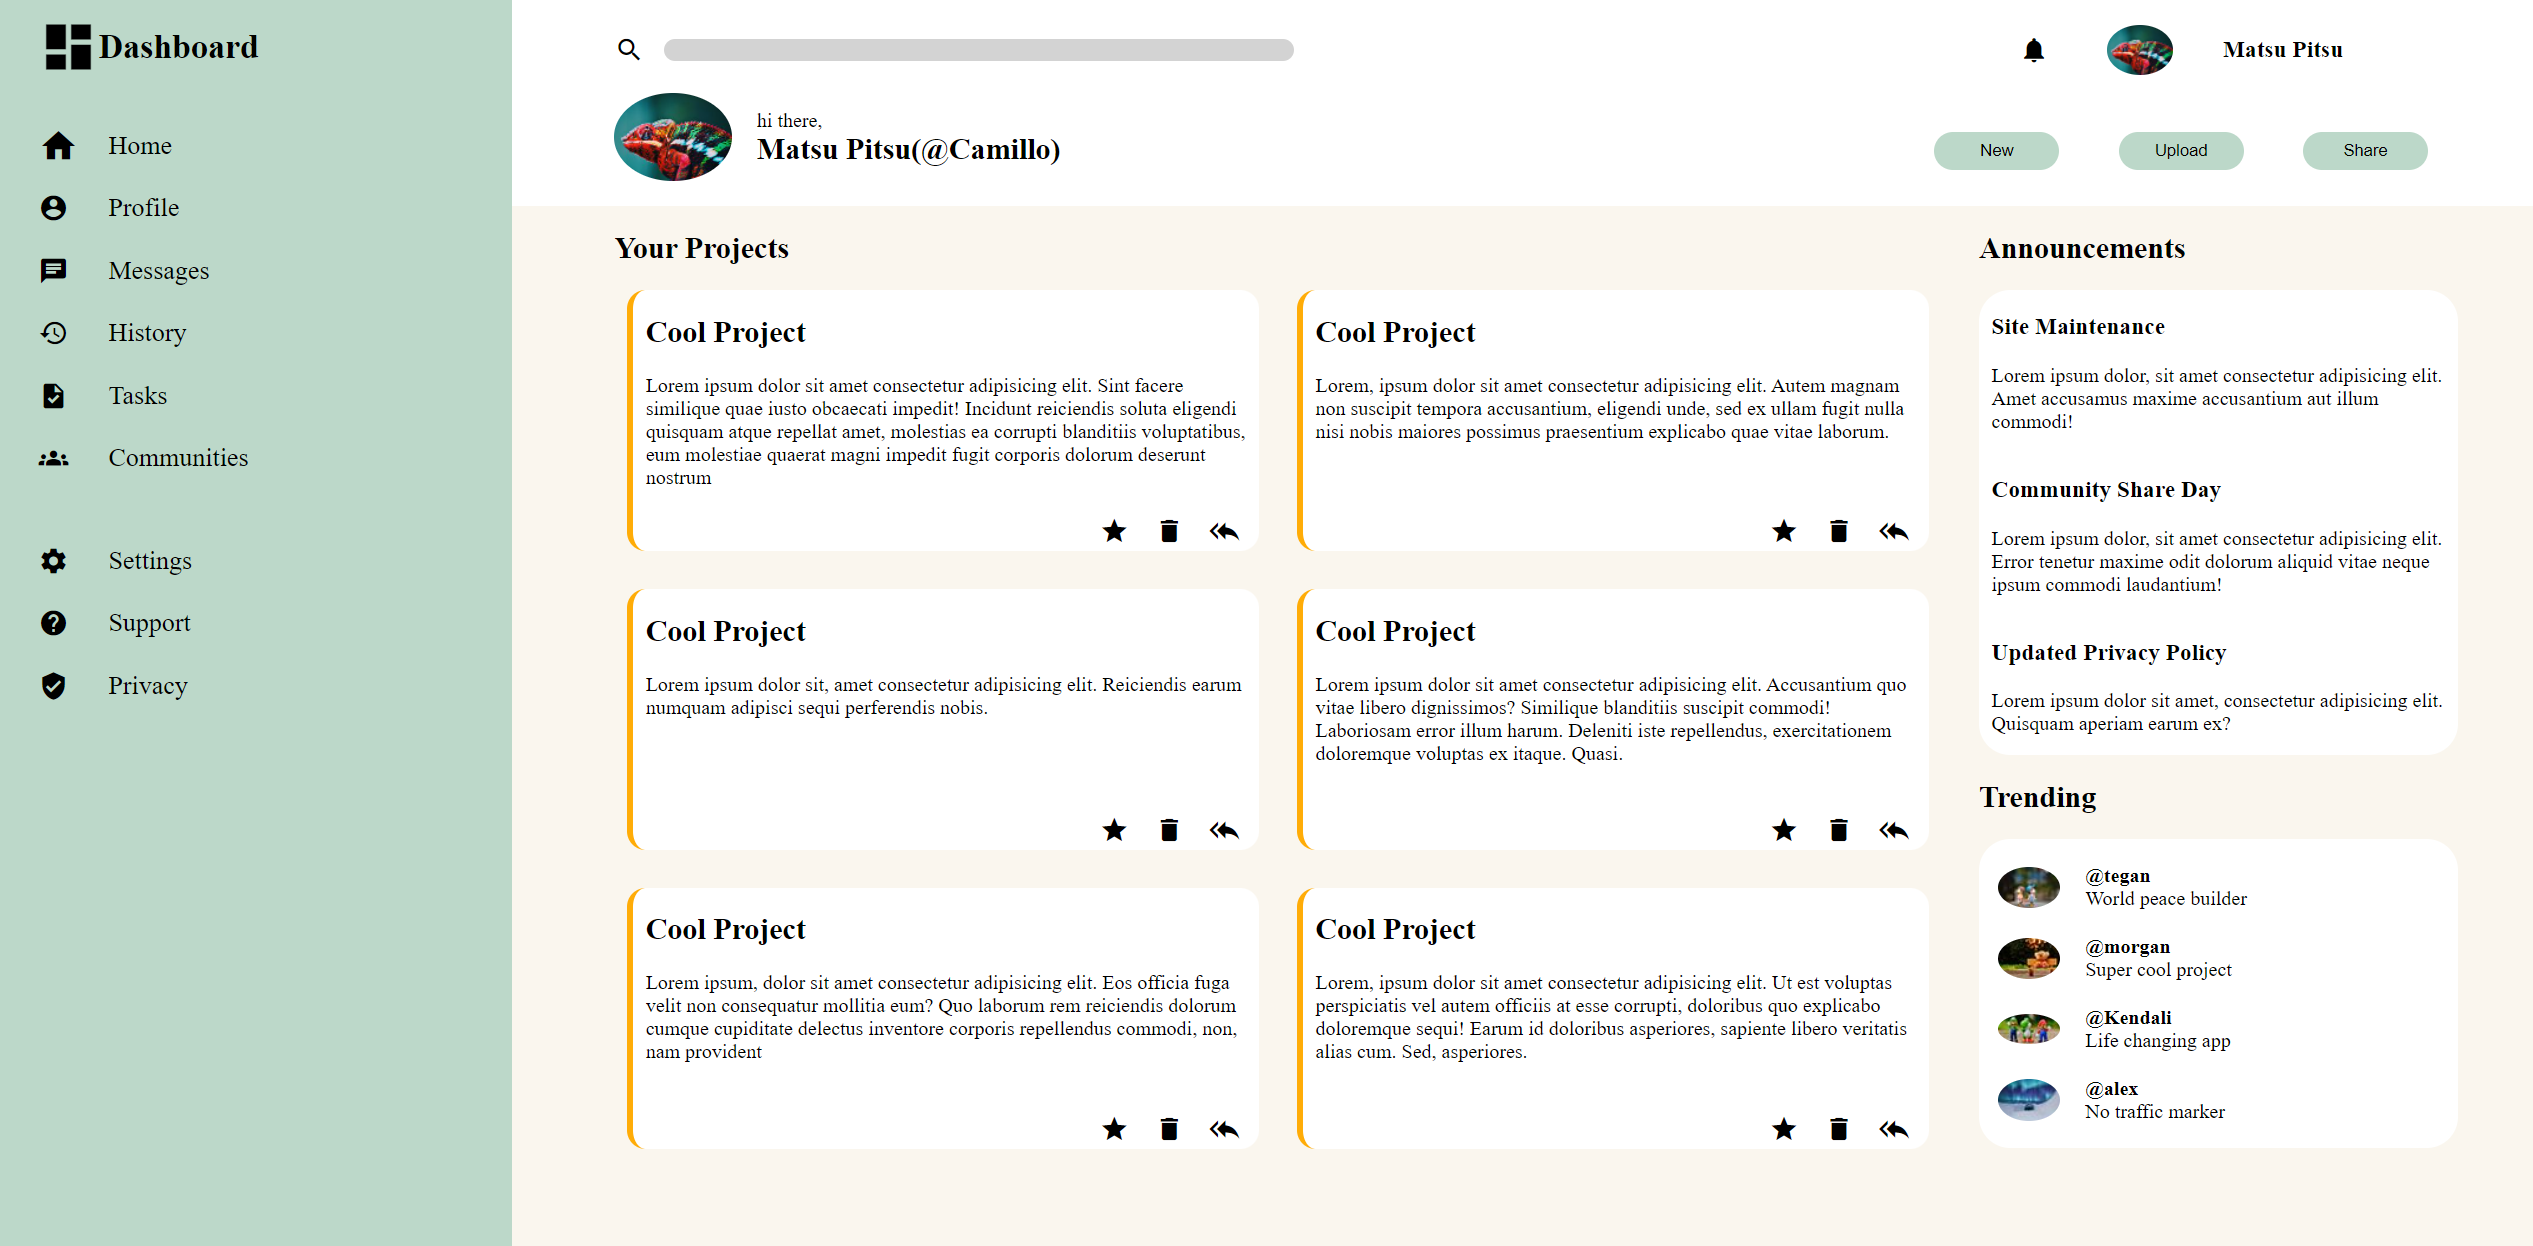 Dashboard
Home
Profile
Messages
History
Tasks
Communities
Settings
Support
Privacy
Matsu Pitsu
hi there,
Matsu Pitsu(@Camillo)
New
Upload
Share
Your Projects
Cool Project
Lorem ipsum dolor sit amet consectetur adipisicing elit. Sint facere
similique quae iusto obcaecati impedit! Incidunt reiciendis soluta eligendi
quisquam atque repellat amet, molestias ea corrupti blanditiis voluptatibus,
eum molestiae quaerat magni impedit fugit corporis dolorum deserunt
nostrum
Cool Project
Lorem, ipsum dolor sit amet consectetur adipisicing elit. Autem magnam
non suscipit tempora accusantium, eligendi unde, sed ex ullam fugit nulla
nisi nobis maiores possimus praesentium explicabo quae vitae laborum.
Cool Project
Lorem ipsum dolor sit, amet consectetur adipisicing elit. Reiciendis earum
numquam adipisci sequi perferendis nobis.
Cool Project
Lorem ipsum dolor sit amet consectetur adipisicing elit. Accusantium quo
vitae libero dignissimos? Similique blanditiis suscipit commodi!
Laboriosam error illum harum. Deleniti iste repellendus, exercitationem
doloremque voluptas ex itaque. Quasi.
Cool Project
Lorem ipsum, dolor sit amet consectetur adipisicing elit. Eos officia fuga
velit non consequatur mollitia eum? Quo laborum rem reiciendis dolorum
cumque cupiditate delectus inventore corporis repellendus commodi, non,
nam provident
Cool Project
Lorem, ipsum dolor sit amet consectetur adipisicing elit. Ut est voluptas
perspiciatis vel autem officiis at esse corrupti, doloribus quo explicabo
doloremque sequi! Earum id doloribus asperiores, sapiente libero veritatis
alias cum. Sed, asperiores.
Announcements
Site Maintenance
Lorem ipsum dolor, sit amet consectetur adipisicing elit.
Amet accusamus maxime accusantium aut illum
commodi!
Community Share Day
Lorem ipsum dolor, sit amet consectetur adipisicing elit.
Error tenetur maxime odit dolorum aliquid vitae neque
ipsum commodi laudantium!
Updated Privacy Policy
Lorem ipsum dolor sit amet, consectetur adipisicing elit.
Quisquam aperiam earum ex?
Trending
@tegan
World peace builder
@morgan
Super cool project
@Kendali
Life changing app
@alex
No traffic marker